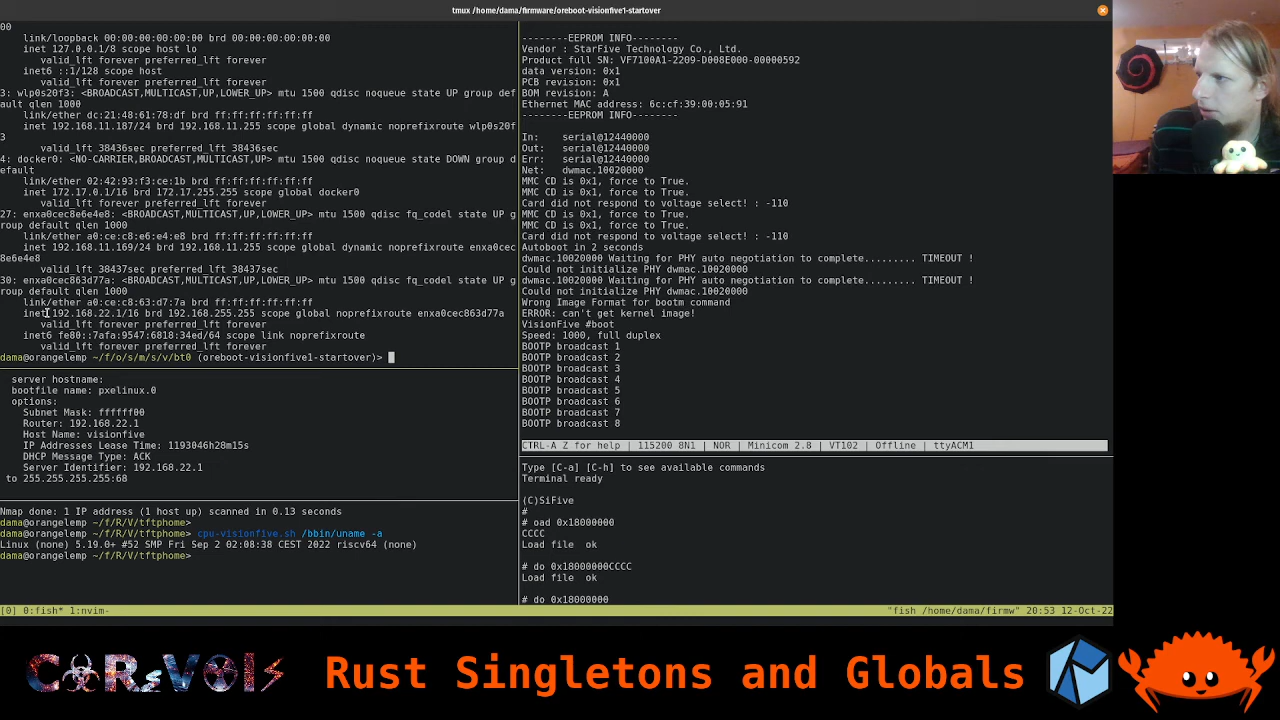 tmux /home/dama/firmware/oreboot-visionfive1-startover
00
link/loopback 00:00:00:00:00:00 brd 00:00:00:00:00:00
inet 127.0.0.1/8 scope host lo
valid_lft forever preferred_lft forever
inet6 ::1/128 scope host
valid_lft forever preferred_lft forever
3: wlp0s20f3: <BROADCAST,MULTICAST,UP,LOWER_UP> mtu 1500 qdisc noqueue state UP group def
ault qlen 1000
link/ether dc:21:48:61:78:df brd ff:ff:ff:ff:ff:ff
inet 192.168.11.187/24 brd 192.168.11.255 scope global dynamic noprefixroute wlp0s20f
3
valid_lft 38436sec preferred_lft 38436sec
4: docker0: <NO-CARRIER,BROADCAST,MULTICAST,UP> mtu 1500 qdisc noqueue state DOWN group d
efault
link/ether 02:42:93:f3:ce:1b brd ff:ff:ff:ff:ff:ff
inet 172.17.0.1/16 brd 172.17.255.255 scope global docker0
valid_lft forever preferred_lft forever
27: enxa0cec8e6e4e8: <BROADCAST,MULTICAST,UP,LOWER_UP> mtu 1500 qdisc fq_codel state UP g
roup default qlen 1000
link/ether a0:ce:c8:e6:e4:e8 brd ff:ff:ff:ff:ff:ff
inet 192.168.11.169/24 brd 192.168.11.255 scope global dynamic noprefixroute enxa0cec
8e6e4e8
valid_lft 38437sec preferred_lft 38437sec
30: enxa0cec863d77a: <BROADCAST,MULTICAST,UP,LOWER_UP> mtu 1500 qdisc fq_codel state UP g
roup default qlen 1000
link/ether a0:ce:c8:63:d7:7a brd ff:ff:ff:ff:ff:ff
inet 192.168.22.1/16 brd 192.168.255.255 scope global noprefixroute enxa0cec863d77a
valid_lft forever preferred_lft forever
inet6 fe80::7afa:9547:6818:34ed/64 scope link noprefixroute
valid_lft forever preferred_lft forever
dama@orangelemp ~/f/o/s/m/s/v/bt0 (oreboot-visionfive1-startover)>
server hostname:
bootfile name: pxelinux.0
options:
Subnet Mask: ffffff00
Router: 192.168.22.1
Host Name: visionfive
IP Addresses Lease Time: 1193046h28m15s
DHCP Message Type: ACK
Server Identifier: 192.168.22.1
to 255.255.255.255:68
Nmap done: 1 IP address (1 host up) scanned in 0.13 seconds
dama@orangelemp ~/f/R/V/tftphome>
dama@orangelemp ~/f/R/V/tftphome> cpu-visionfive.sh /bbin/uname -a
Linux (none) 5.19.0+ #52 SMP Fri Sep 2 02:08:38 CEST 2022 riscv64 (none)
dama@orangelemp ~/f/R/V/tftphome>
--------EEPROM INFO--------
Vendor : StarFive Technology Co., Ltd.
Product full SN: VF7100A1-2209-D008E000-00000592
data version: 0x1
PCB revision: 0x1
BOM revision: A
Ethernet MAC address: 6c:cf:39:00:05:91
--------EEPROM INFO--------
In: serial@12440000
Out: serial@12440000
Err: serial@12440000
Net: dwmac.10020000
MMC CD is 0x1, force to True.
MMC CD is 0x1, force to True.
Card did not respond to voltage select! : -110
MMC CD is 0x1, force to True.
MMC CD is 0x1, force to True.
Card did not respond to voltage select! : -110
Autoboot in 2 seconds
dwmac.10020000 Waiting for PHY auto negotiation to complete......... TIMEOUT !
Could not initialize PHY dwmac.10020000
dwmac.10020000 Waiting for PHY auto negotiation to complete......... TIMEOUT !
Could not initialize PHY dwmac.10020000
Wrong Image Format for bootm command
ERROR: can't get kernel image!
VisionFive #boot
Speed: 1000, full duplex
BOOTP broadcast 1
BOOTP broadcast 2
BOOTP broadcast 3
BOOTP broadcast 4
BOOTP broadcast 5
BOOTP broadcast 6
BOOTP broadcast 7
BOOTP broadcast 8
CTRL-A Z for help | 115200 8N1 | NOR | Minicom 2.8 | VT102 | Offline | ttyACM1
Type [C-a] [C-h] to see available commands
Terminal ready
(C)SiFive
#
# oad 0x18000000
CCCC
Load file ok
# do 0x18000000CCCC
Load file ok
# do 0x18000000
[0] 0:fish* 1:nvim- "fish /home/dama/firmw" 20:53 12-Oct-22
Rust Singletons and Globals